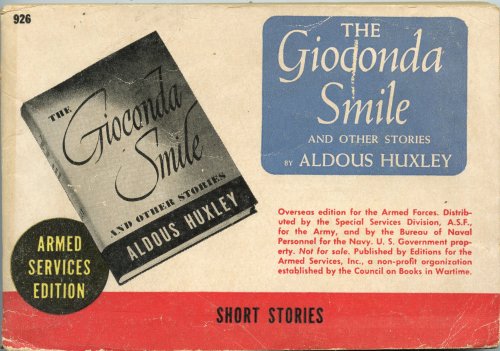 926
THE
Gioconda
Smile
AND OTHER STORIES
ALDOUS HUXLEY
THE
Gioconda
Smile
AND OTHER STORIES
BY ALDOUS HUXLEY
Overseas edition for the Armed Forces. Distrib-
uted by the Special Services Division, A.S.F.,
for the Army, and by the Bureau of Naval
Personnel for the Navy. U. S. Government prop-
erty. Not for sale. Published by Editions for the
Armed Services, Inc., a non-profit organization
established by the Council on Books in Wartime.
ARMED
SERVICES
EDITION
SHORT STORIES